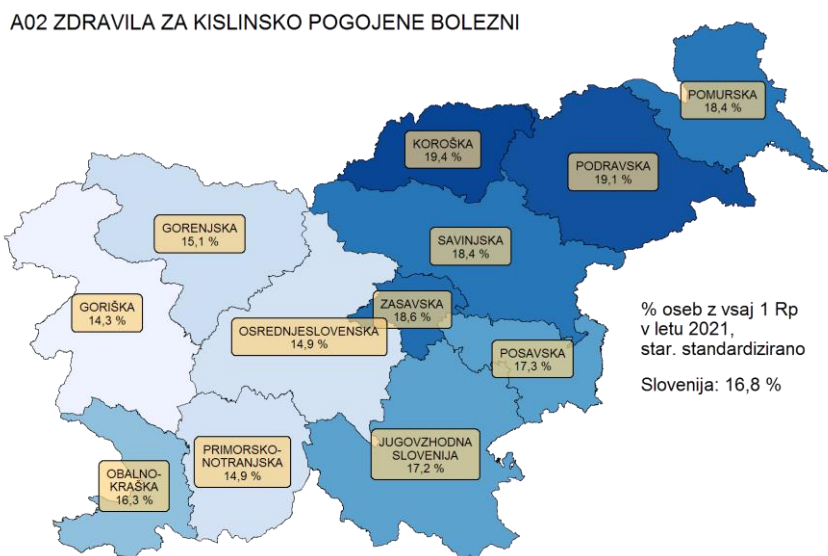 A02 ZDRAVILA ZA KISLINSKO POGOJENE BOLEZNI
POMURSKA
18,4 %
KOROŠKA
19,4 %
PODRAVSKA
19,1 %
GORENJSKA
15,1 %
SAVINJSKA
18,4 %
GORIŠKA
14,3 %
ZASAVSKA
18,6 %
OSREDNJESLOVENSKA
14,9 %
POSAVSKA
17,3 %
% oseb z vsaj 1 Rp
v letu 2021,
star. standardizirano
Slovenija: 16,8 %
OBALNO-
KRAŠKA
16,3 %
PRIMORSKO-
NOTRANJSKA
14,9 %
JUGOVZHODNA
SLOVENIJA
17,2 %